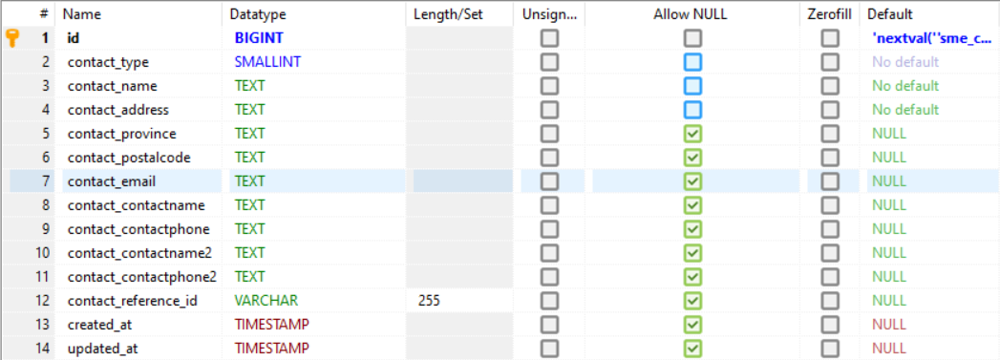 # Name Datatype Length/Set Unsign... Allow NULL Zerofill Default
1 id BIGINT 'nextval(''sme_c...
2 contact_type SMALLINT No default
3 contact_name TEXT No default
4 contact_address TEXT No default
5 contact_province TEXT NULL
6 contact_postalcode TEXT NULL
7 contact_email TEXT NULL
8 contact_contactname TEXT NULL
9 contact_contactphone TEXT NULL
10 contact_contactname2 TEXT NULL
11 contact_contactphone2 TEXT NULL
12 contact_reference_id VARCHAR 255 NULL
13 created_at TIMESTAMP NULL
14 updated_at TIMESTAMP NULL